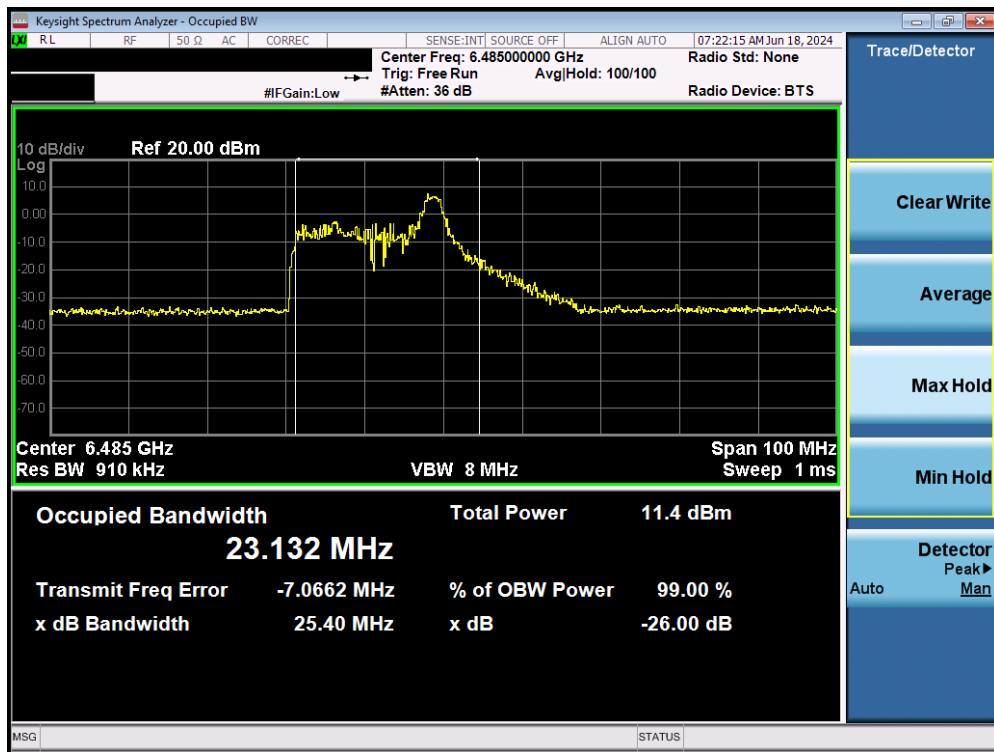 Keysight Spectrum Analyzer - Occupied BW
LXI RL RF 50 Ω AC CORREC SENSE:INT SOURCE OFF ALIGN AUTO 07:22:15 AM Jun 18, 2024
Center Freq: 6.485000000 GHz Radio Std: None
Trig: Free Run Avg|Hold: 100/100
#IFGain:Low #Atten: 36 dB Radio Device: BTS
10 dB/div Ref 20.00 dBm
Log
10.0
0.00
-10.0
-20.0
-30.0
-40.0
-50.0
-60.0
-70.0
Center 6.485 GHz Span 100 MHz
Res BW 910 kHz VBW 8 MHz Sweep 1 ms
Occupied Bandwidth Total Power 11.4 dBm
23.132 MHz
Transmit Freq Error -7.0662 MHz % of OBW Power 99.00 %
x dB Bandwidth 25.40 MHz x dB -26.00 dB
Trace/Detector
Clear Write
Average
Max Hold
Min Hold
Detector
Peak▶
Auto Man
MSG STATUS